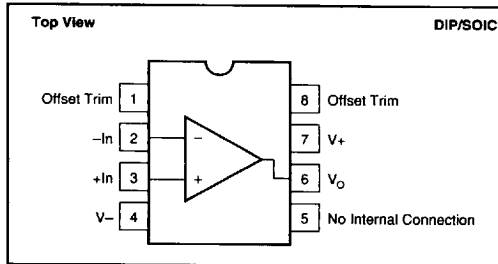 Top View DIP/SOIC
Offset Trim 1 8 Offset Trim
–In 2 – 7 V+
+In 3 + 6 VO
V– 4 5 No Internal Connection